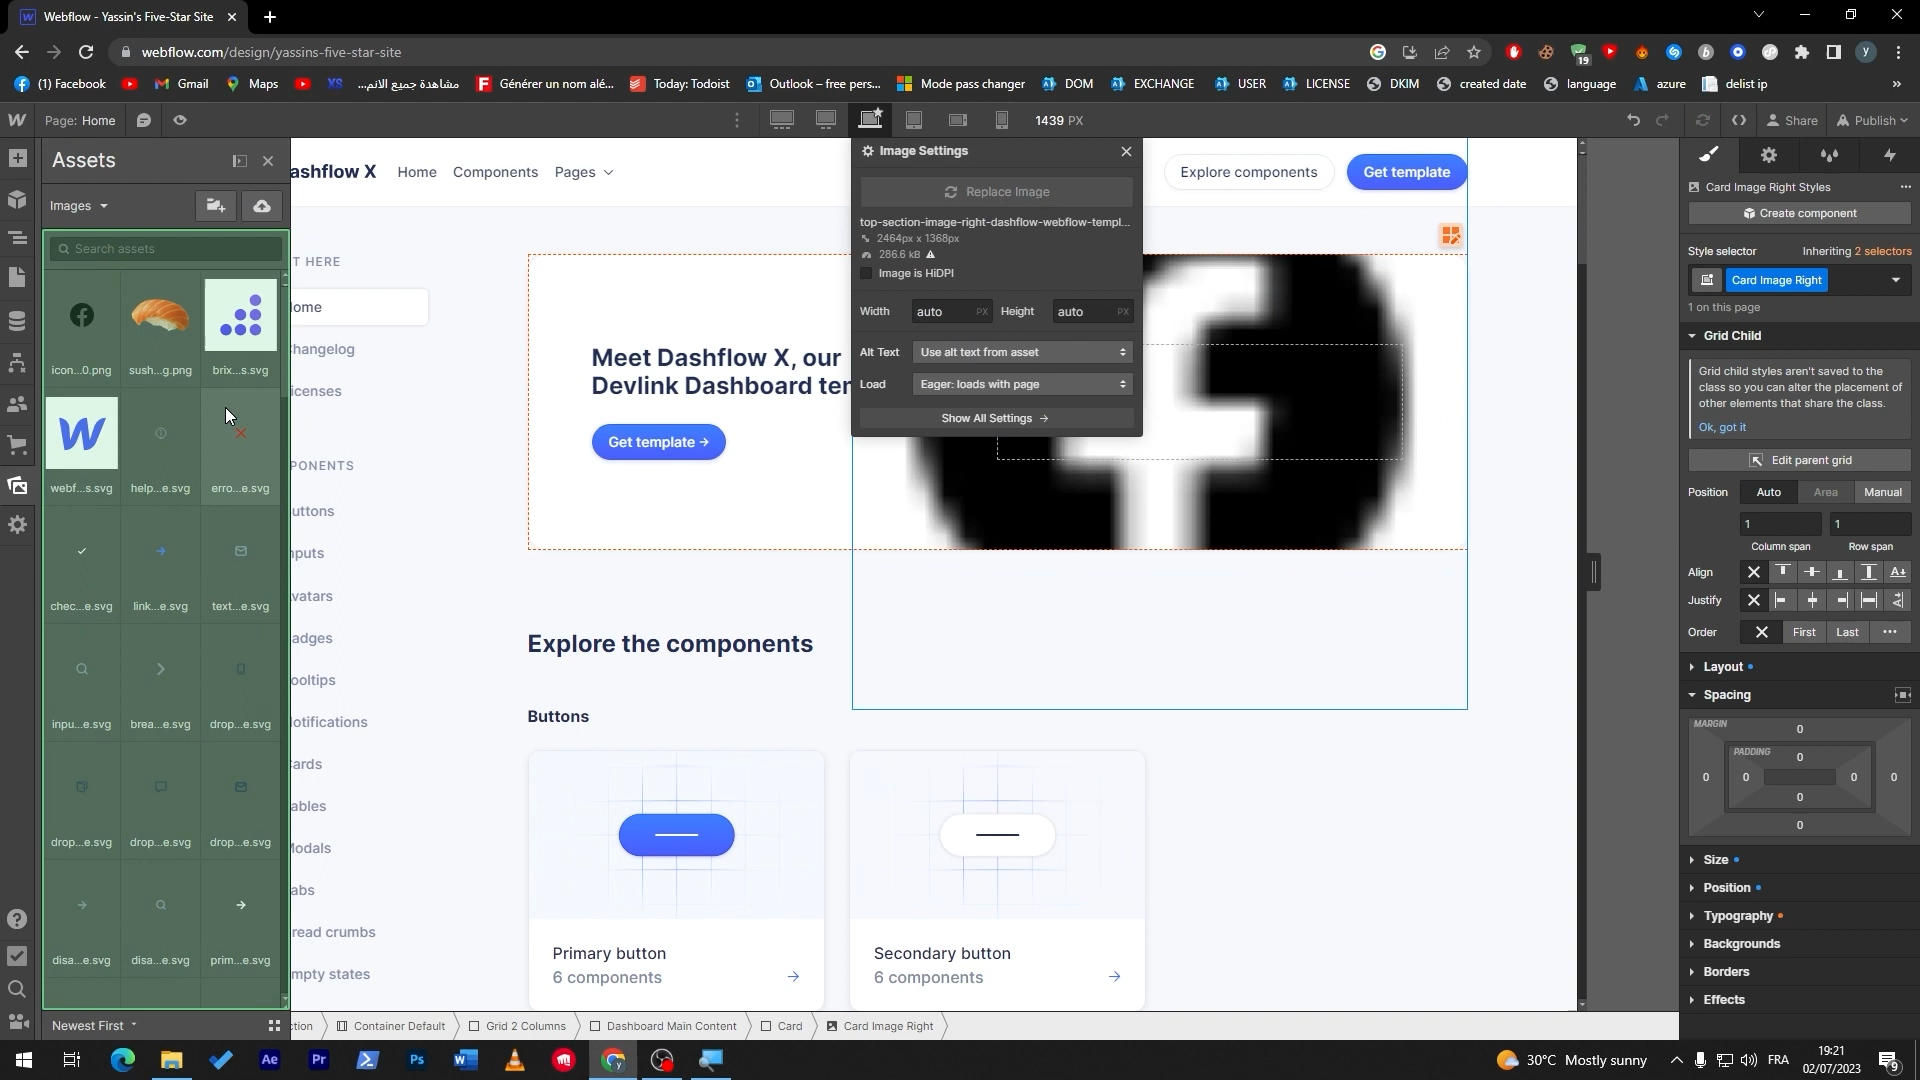 Webflow - Yassin's Five-Star Site
webflow.com/design/yassins-five-star-site
19
y
(1) Facebook
Gmail
Maps
مشاهدة جميع الانم...
Générer un nom alé...
Today: Todoist
Outlook – free pers...
Mode pass changer
DOM
EXCHANGE
USER
LICENSE
DKIM
created date
language
azure
delist ip
Page: Home
1439 PX
Share
Publish
Assets
Images
Search assets
icon...0.png
sush...g.png
brix...s.svg
webf...s.svg
help...e.svg
erro...e.svg
chec...e.svg
link...e.svg
text...e.svg
inpu...e.svg
brea...e.svg
drop...e.svg
drop...e.svg
drop...e.svg
drop...e.svg
disa...e.svg
disa...e.svg
prim...e.svg
Newest First
ashflow X
Home
Components
Pages
Explore components
Get template
T HERE
ome
hangelog
icenses
PONENTS
uttons
nputs
vatars
adges
ooltips
lotifications
ards
ables
lodals
abs
read crumbs
mpty states
Meet Dashflow X, our
Devlink Dashboard ten
Get template
Explore the components
Buttons
Primary button
6 components
Secondary button
6 components
Image Settings
Replace Image
top-section-image-right-dashflow-webflow-templ...
2464px x 1368px
286.6 kB
Image is HiDPI
Width
auto
PX
Height
auto
PX
Alt Text
Use alt text from asset
Load
Eager: loads with page
Show All Settings
ction
Container Default
Grid 2 Columns
Dashboard Main Content
Card
Card Image Right
Card Image Right Styles
Create component
Style selector
Inheriting 2 selectors
Card Image Right
1 on this page
Grid Child
Grid child styles aren't saved to the
class so you can alter the placement of
other elements that share the class.
Ok, got it
Edit parent grid
Position
Auto
Area
Manual
1
1
Column span
Row span
Align
Justify
Order
First
Last
Layout
Spacing
MARGIN
0
PADDING
0
0
0
0
0
0
0
Size
Position
Typography
Backgrounds
Borders
Effects
30°C Mostly sunny
FRA
19:21
02/07/2023
9